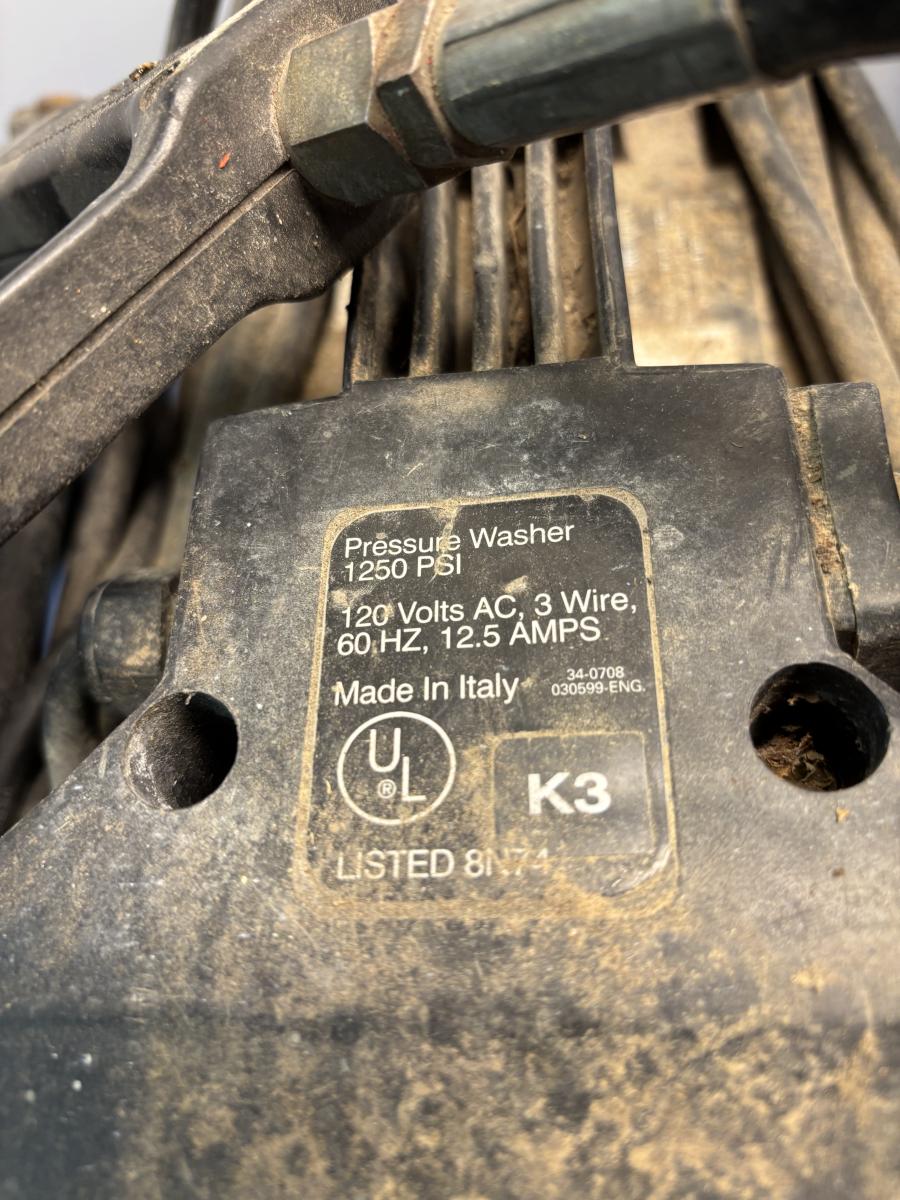 Pressure Washer
1250 PSI
120 Volts AC, 3 Wire,
60 HZ, 12.5 AMPS
Made In Italy
34-0708
030599-ENG.
UL®
K3
LISTED 8N74